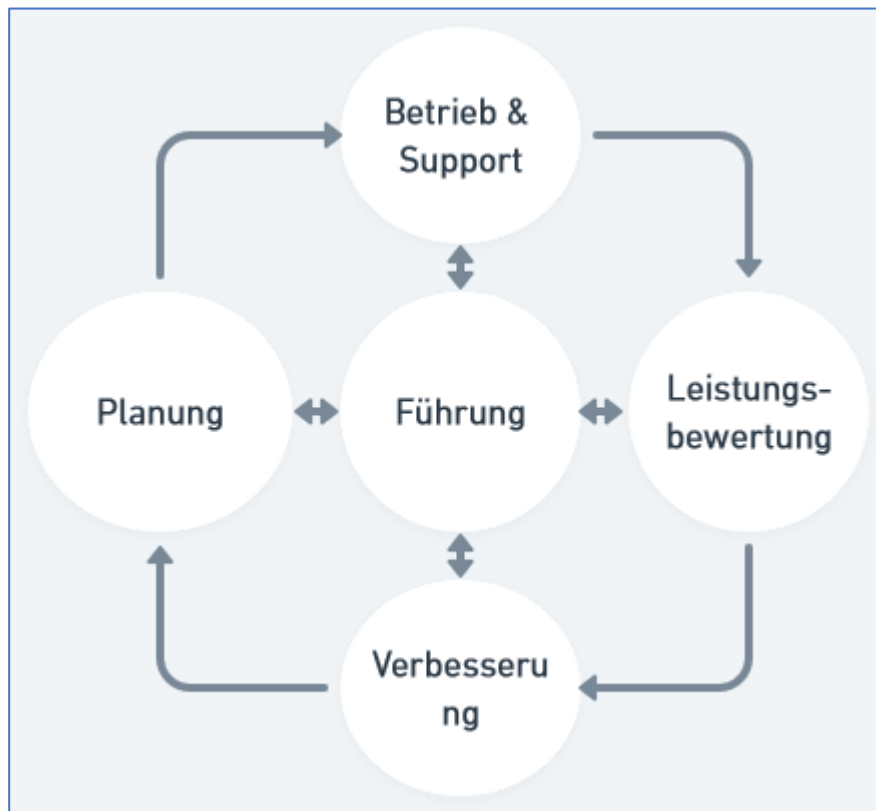 Betrieb &
Support
Planung
Führung
Leistungs-
bewertung
Verbesseru
ng